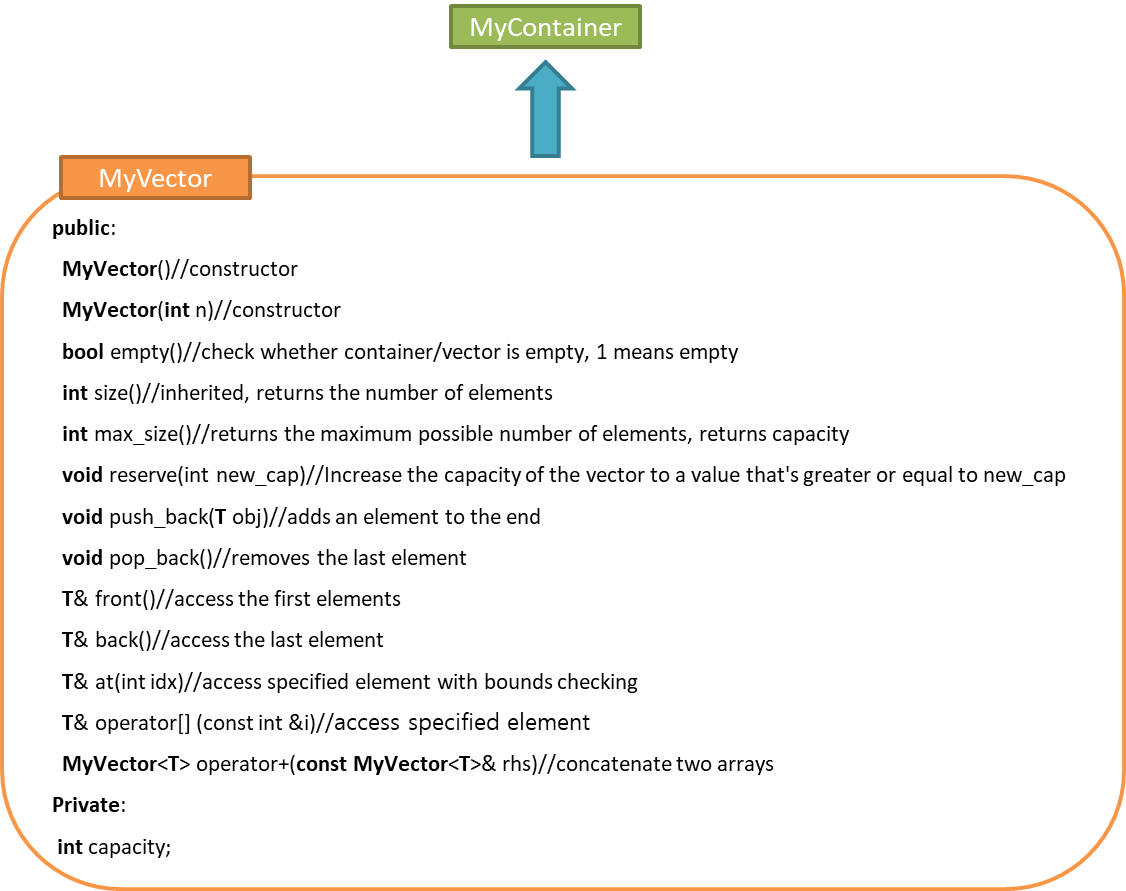 MyContainer
MyVector
public:
MyVector()//constructor
MyVector(int n)//constructor
bool empty()//check whether container/vector is empty, 1 means empty
int size()//inherited, returns the number of elements
int max_size()//returns the maximum possible number of elements, returns capacity
void reserve(int new_cap)//Increase the capacity of the vector to a value that's greater or equal to new_cap
void push_back(T obj)//adds an element to the end
void pop_back()//removes the last element
T& front()//access the first elements
T& back()//access the last element
T& at(int idx)//access specified element with bounds checking
T& operator[] (const int &i)//access specified element
MyVector<T> operator+(const MyVector<T>& rhs)//concatenate two arrays
Private:
int capacity;